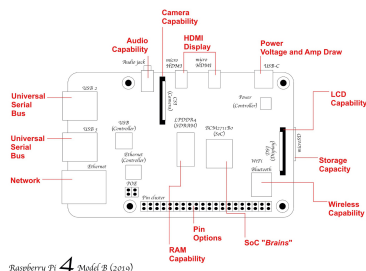 Camera
Capability
Audio
Capability
HDMI
Display
Power
Voltage and Amp Draw
Audio jack
micro
HDMI
micro
HDMI
USB-C
Universal
Serial
Bus
USB 2
CSI
(Camera)
Power
(Controller)
LCD
Capability
Universal
Serial
Bus
USB 3
USB
(Controller)
LPDDR4
(SDRAM)
BCM2711B0
(SoC)
DSI
(Display)
microSD
Storage
Capacity
Network
Ethernet
Ethernet
(Controller)
WiFi
Bluetooth
POE
Pin cluster
Wireless
Capability
Pin
Options
RAM
Capability
SoC "Brains"
Raspberry Pi 4 Model B (2019)